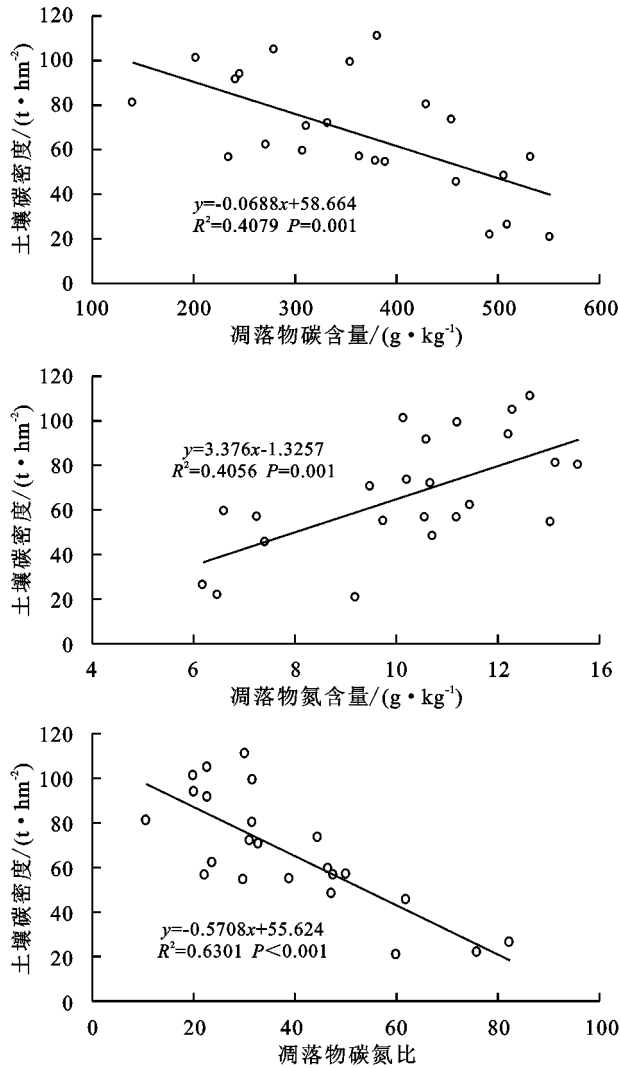 120
100
80
60
40
20
0
土壤碳密度/(t·hm⁻²)
y=-0.0688x+58.664
R²=0.4079 P=0.001
100 200 300 400 500 600
凋落物碳含量/(g·kg⁻¹)
120
100
80
60
40
20
0
土壤碳密度/(t·hm⁻²)
y=3.376x-1.3257
R²=0.4056 P=0.001
4 6 8 10 12 14 16
凋落物氮含量/(g·kg⁻¹)
120
100
80
60
40
20
0
土壤碳密度/(t·hm⁻²)
y=-0.5708x+55.624
R²=0.6301 P<0.001
0 20 40 60 80 100
凋落物碳氮比